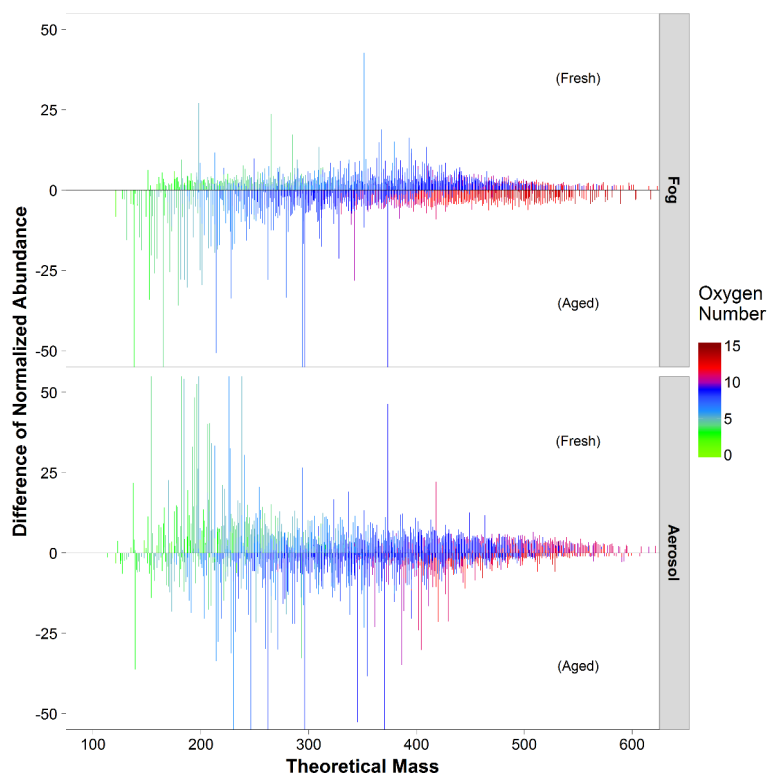 50
25
0
-25
-50
(Fresh)
(Aged)
Fog
50
25
0
-25
-50
(Fresh)
(Aged)
Aerosol
100
200
300
400
500
600
Theoretical Mass
Difference of Normalized Abundance
Oxygen
Number
15
10
5
0